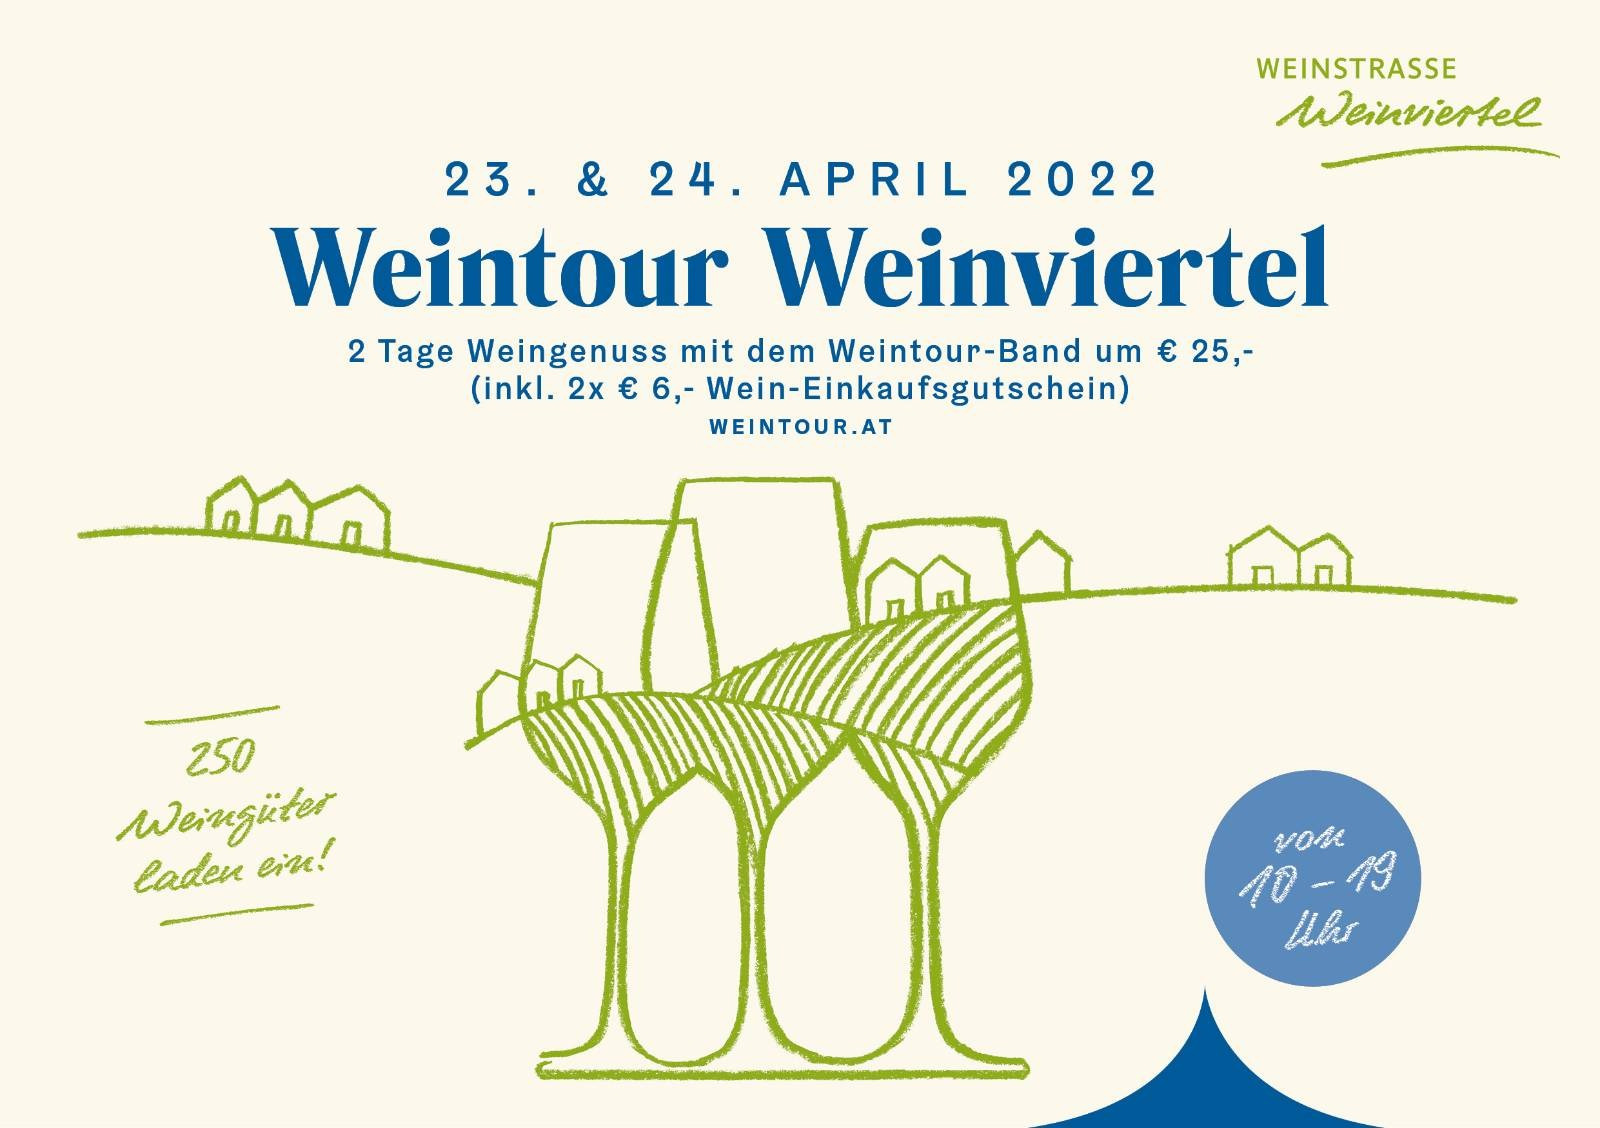 WEINSTRASSE
Weinviertel
23. & 24. APRIL 2022
Weintour Weinviertel
2 Tage Weingenuss mit dem Weintour-Band um € 25,-
(inkl. 2x € 6,- Wein-Einkaufsgutschein)
WEINTOUR.AT
250
Weingüter
laden ein!
von
10 – 19
Uhr